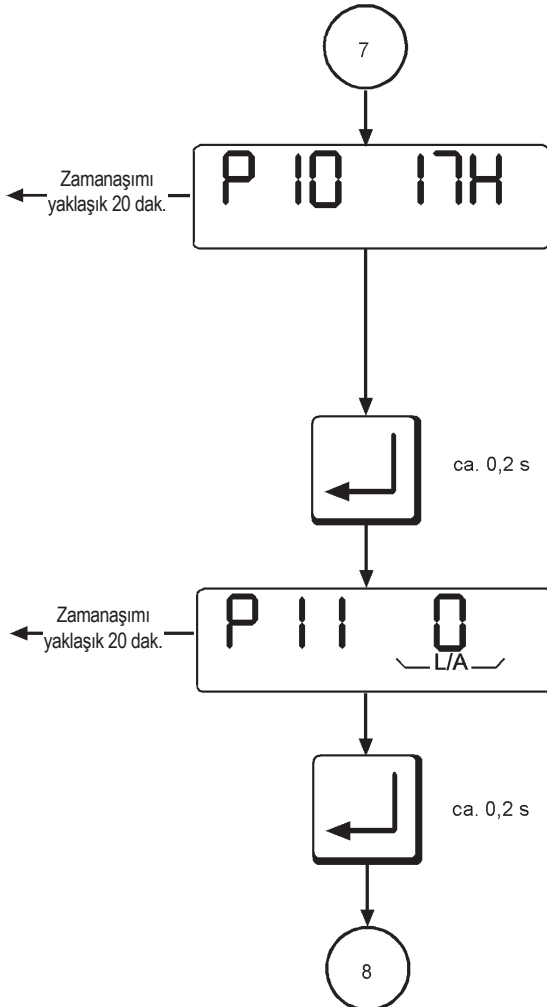 7
P 10 17H
Zamanaşımı
yaklaşık 20 dak.
ca. 0,2 s
P 11 0
L/A
Zamanaşımı
yaklaşık 20 dak.
ca. 0,2 s
8